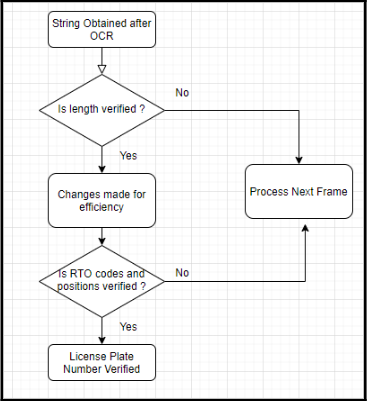 String Obtained after
OCR
No
Is length verified ?
Yes
Changes made for
efficiency
Process Next Frame
Is RTO codes and
positions verified ?
No
Yes
License Plate
Number Verified